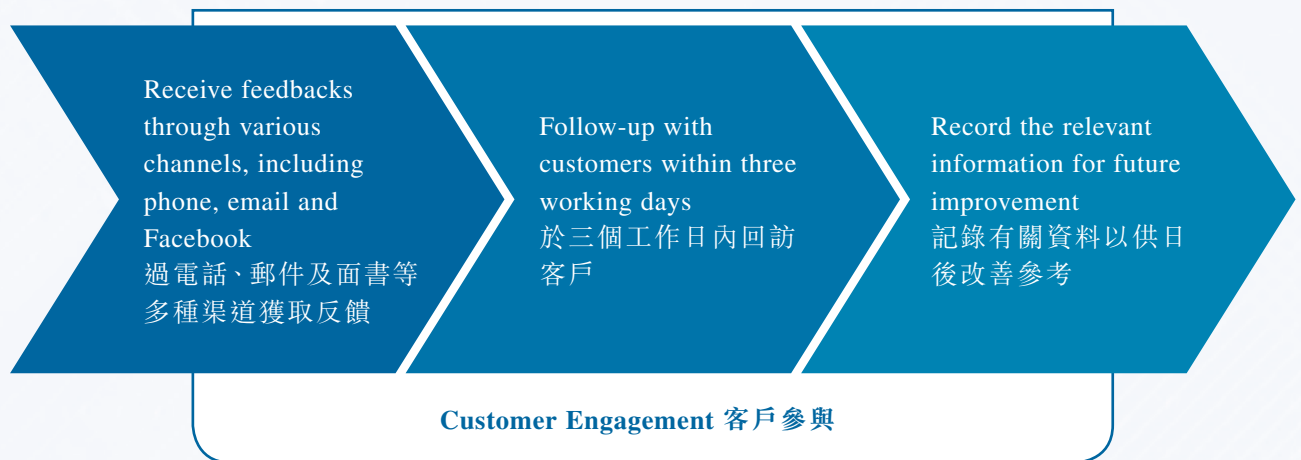 Receive feedbacks
through various
channels, including
phone, email and
Facebook
過電話、郵件及面書等
多種渠道獲取反饋
Follow-up with
customers within three
working days
於三個工作日內回訪
客戶
Record the relevant
information for future
improvement
記錄有關資料以供日
後改善參考
Customer Engagement 客戶參與